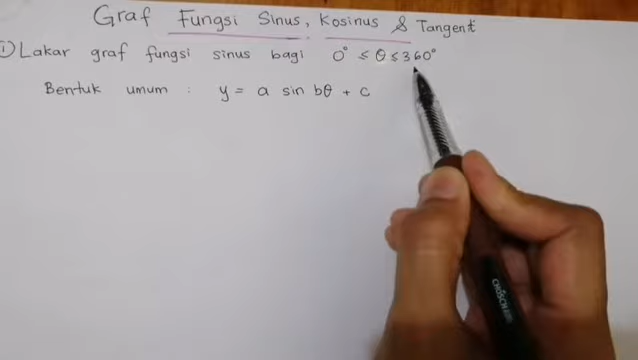 Graf Fungsi Sinus, Kosinus & Tangent
① Lakar graf fungsi sinus bagi 0° ≤ θ ≤ 360°
Bentuk umum : y = a sin bθ + c